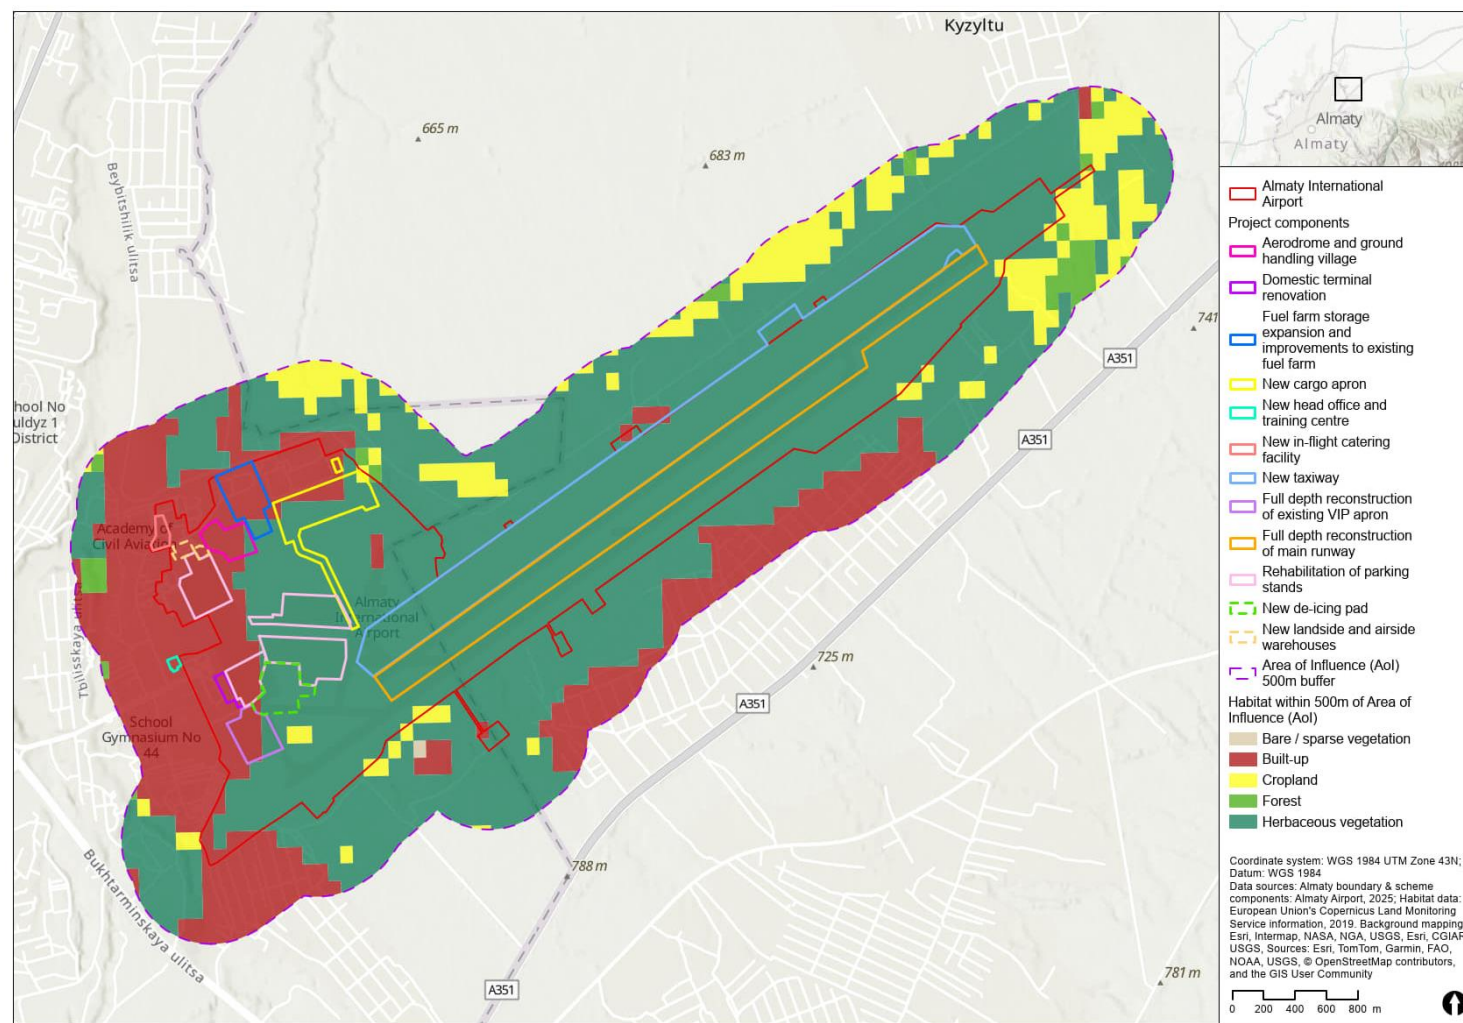 Kyzyltu
665 m
683 m
Beybitshilik ulitsa
741
A351
hool No
uldyz 1
District
A351
Academy of
Civil Aviation
Almaty
International
Airport
Tbilisskaya ulitsa
725 m
A351
School
Gymnasium No
44
788 m
Bukhtarminskaya ulitsa
781 m
A351
Almaty
Almaty
Almaty International
Airport
Project components
Aerodrome and ground
handling village
Domestic terminal
renovation
Fuel farm storage
expansion and
improvements to existing
fuel farm
New cargo apron
New head office and
training centre
New in-flight catering
facility
New taxiway
Full depth reconstruction
of existing VIP apron
Full depth reconstruction
of main runway
Rehabilitation of parking
stands
New de-icing pad
New landside and airside
warehouses
Area of Influence (AoI)
500m buffer
Habitat within 500m of Area of
Influence (AoI)
Bare / sparse vegetation
Built-up
Cropland
Forest
Herbaceous vegetation
Coordinate system: WGS 1984 UTM Zone 43N;
Datum: WGS 1984
Data sources: Almaty boundary & scheme
components: Almaty Airport, 2025; Habitat data:
European Union's Copernicus Land Monitoring
Service information, 2019. Background mapping
Esri, Intermap, NASA, NGA, USGS, Esri, CGIAR
USGS, Sources: Esri, TomTom, Garmin, FAO,
NOAA, USGS, © OpenStreetMap contributors,
and the GIS User Community
0 200 400 600 800 m